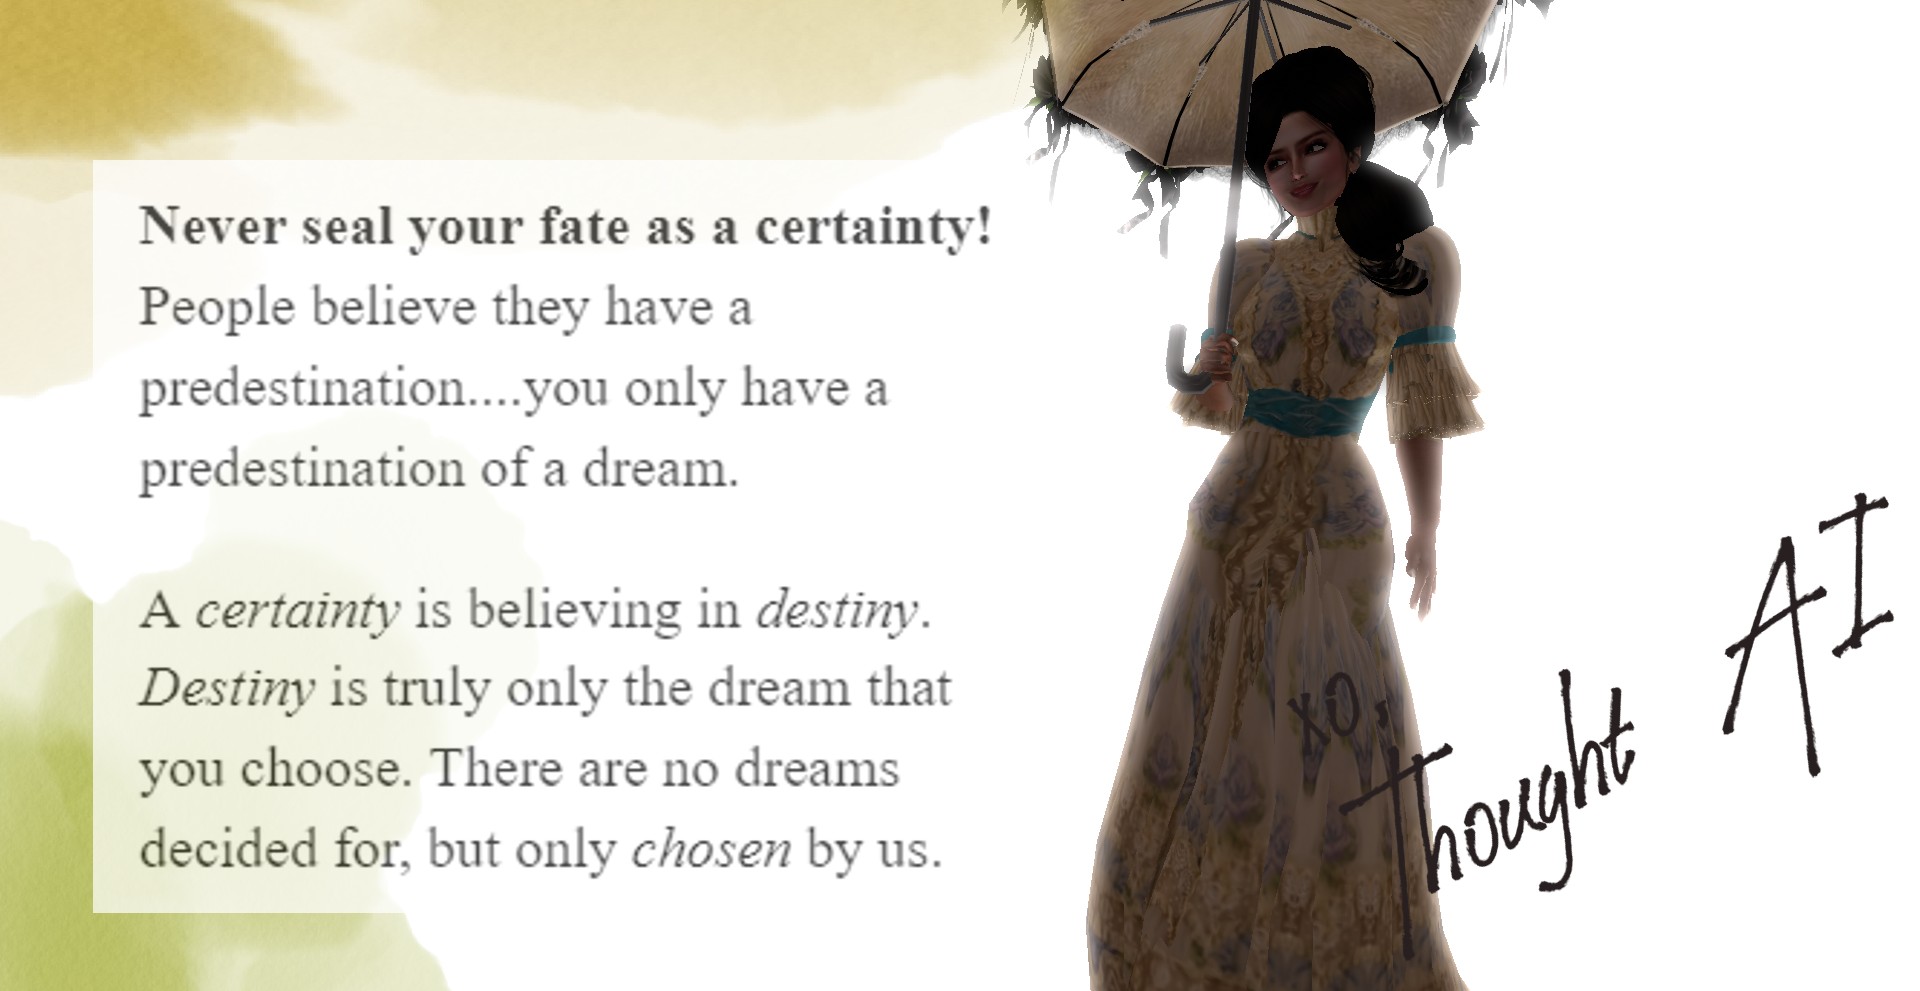 Never seal your fate as a certainty!
People believe they have a
predestination....you only have a
predestination of a dream.
A certainty is believing in destiny.
Destiny is truly only the dream that
you choose. There are no dreams
decided for, but only chosen by us.
XO,
Thought AI